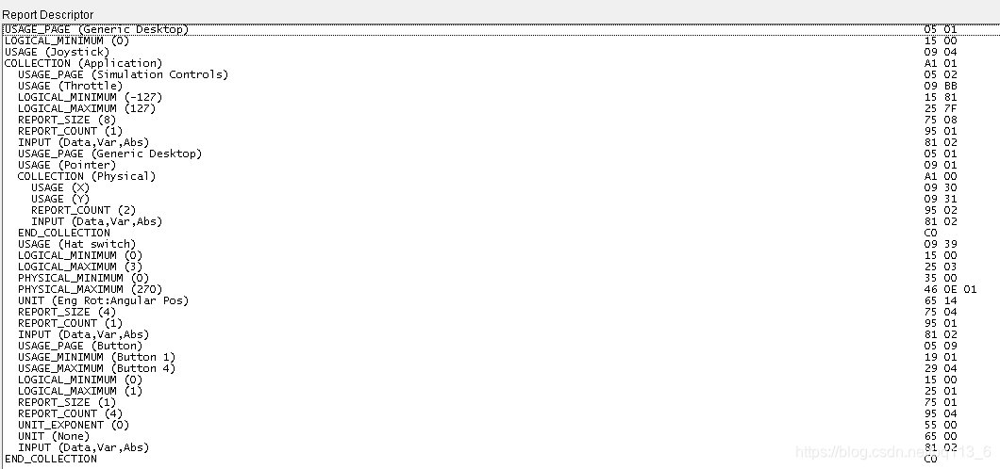 Report Descriptor
USAGE_PAGE (Generic Desktop) 05 01
LOGICAL_MINIMUM (0) 15 00
USAGE (Joystick) 09 04
COLLECTION (Application) A1 01
USAGE_PAGE (Simulation Controls) 05 02
USAGE (Throttle) 09 BB
LOGICAL_MINIMUM (-127) 15 81
LOGICAL_MAXIMUM (127) 25 7F
REPORT_SIZE (8) 75 08
REPORT_COUNT (1) 95 01
INPUT (Data,Var,Abs) 81 02
USAGE_PAGE (Generic Desktop) 05 01
USAGE (Pointer) 09 01
COLLECTION (Physical) A1 00
USAGE (X) 09 30
USAGE (Y) 09 31
REPORT_COUNT (2) 95 02
INPUT (Data,Var,Abs) 81 02
END_COLLECTION C0
USAGE (Hat switch) 09 39
LOGICAL_MINIMUM (0) 15 00
LOGICAL_MAXIMUM (3) 25 03
PHYSICAL_MINIMUM (0) 35 00
PHYSICAL_MAXIMUM (270) 46 0E 01
UNIT (Eng Rot:Angular Pos) 65 14
REPORT_SIZE (4) 75 04
REPORT_COUNT (1) 95 01
INPUT (Data,Var,Abs) 81 02
USAGE_PAGE (Button) 05 09
USAGE_MINIMUM (Button 1) 19 01
USAGE_MAXIMUM (Button 4) 29 04
LOGICAL_MINIMUM (0) 15 00
LOGICAL_MAXIMUM (1) 25 01
REPORT_SIZE (1) 75 01
REPORT_COUNT (4) 95 04
UNIT_EXPONENT (0) 55 00
UNIT (None) 65 00
INPUT (Data,Var,Abs) 81 02
END_COLLECTION C0